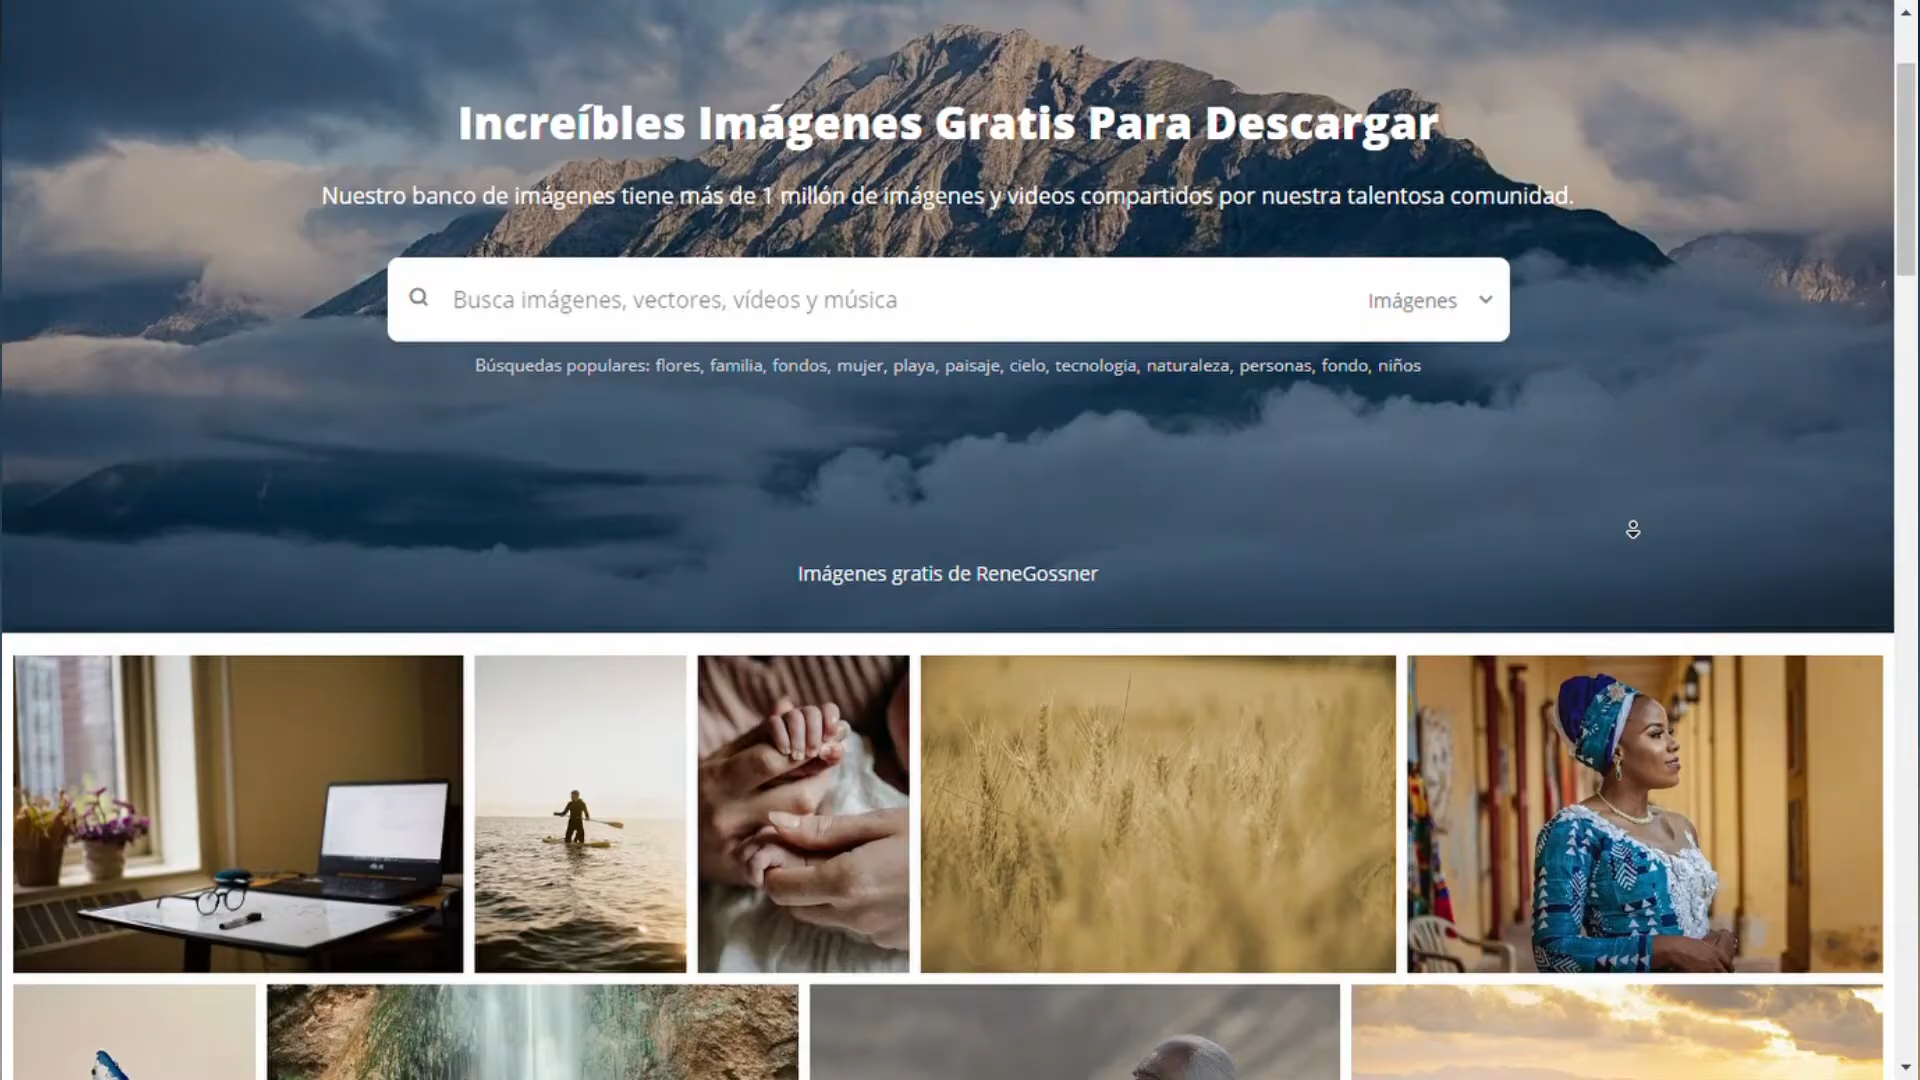 Increíbles Imágenes Gratis Para Descargar
Nuestro banco de imágenes tiene más de 1 millón de imágenes y videos compartidos por nuestra talentosa comunidad.
Busca imágenes, vectores, vídeos y música
Imágenes
Búsquedas populares: flores, familia, fondos, mujer, playa, paisaje, cielo, tecnologia, naturaleza, personas, fondo, niños
Imágenes gratis de ReneGossner
ASUS